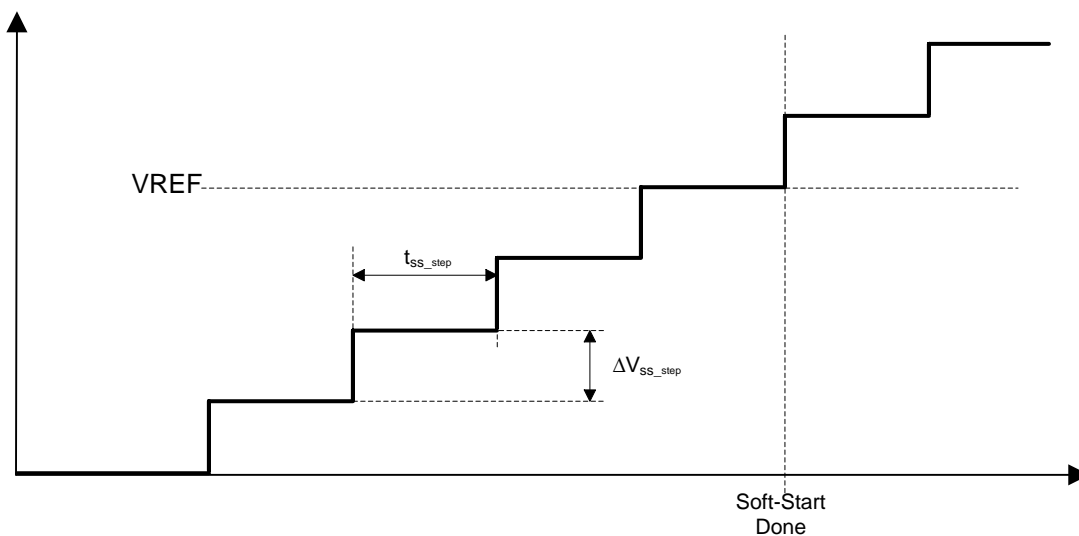 VREF
tss_step
ΔVss_step
Soft-Start
Done